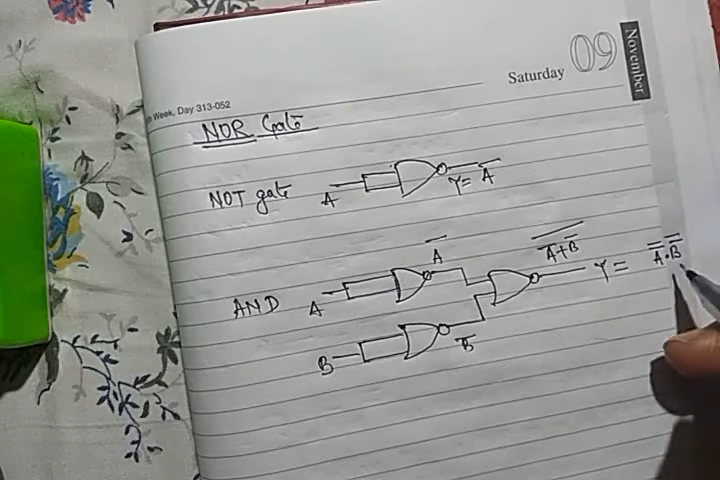 Saturday 09 November
Week, Day 313-052
NOR Gate
NOT gate A Y = A̅
A̅ A̅+B̅ Y = A̿.B̿
AND A
B B̅